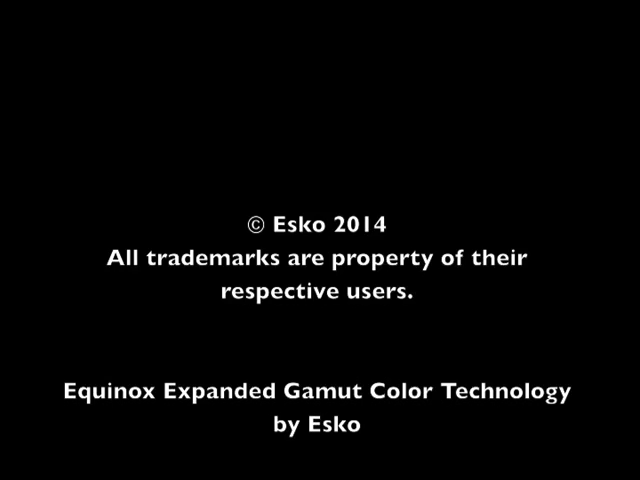 © Esko 2014
All trademarks are property of their
respective users.
Equinox Expanded Gamut Color Technology
by Esko